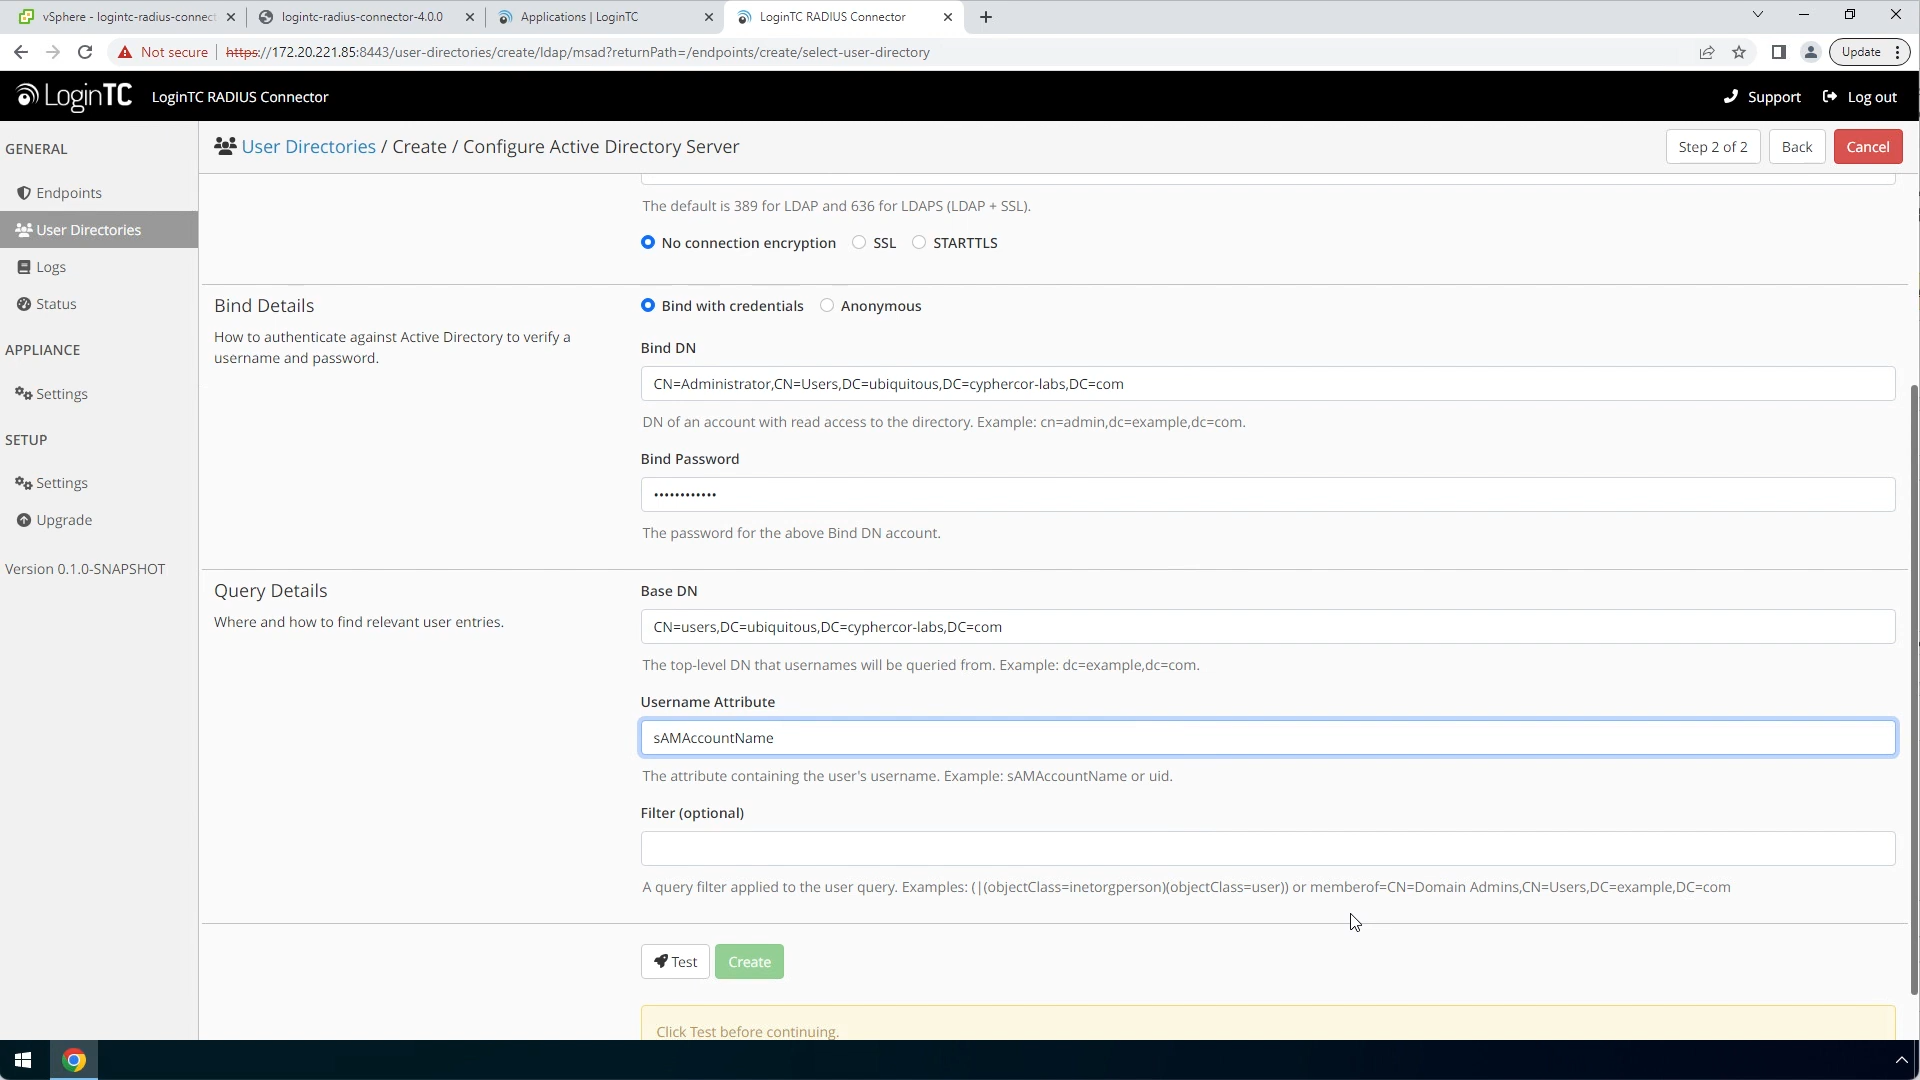 vSphere - logintc-radius-connect
logintc-radius-connector-4.0.0
Applications | LoginTC
LoginTC RADIUS Connector
Not secure
https://172.20.221.85:8443/user-directories/create/ldap/msad?returnPath=/endpoints/create/select-user-directory
Update
LoginTC
LoginTC RADIUS Connector
Support
Log out
GENERAL
Endpoints
User Directories
Logs
Status
APPLIANCE
Settings
SETUP
Settings
Upgrade
Version 0.1.0-SNAPSHOT
User Directories / Create / Configure Active Directory Server
Step 2 of 2
Back
Cancel
The default is 389 for LDAP and 636 for LDAPS (LDAP + SSL).
No connection encryption
SSL
STARTTLS
Bind Details
How to authenticate against Active Directory to verify a
username and password.
Bind with credentials
Anonymous
Bind DN
CN=Administrator,CN=Users,DC=ubiquitous,DC=cyphercor-labs,DC=com
DN of an account with read access to the directory. Example: cn=admin,dc=example,dc=com.
Bind Password
••••••••••••
The password for the above Bind DN account.
Query Details
Where and how to find relevant user entries.
Base DN
CN=users,DC=ubiquitous,DC=cyphercor-labs,DC=com
The top-level DN that usernames will be queried from. Example: dc=example,dc=com.
Username Attribute
sAMAccountName
The attribute containing the user's username. Example: sAMAccountName or uid.
Filter (optional)
A query filter applied to the user query. Examples: (|(objectClass=inetorgperson)(objectClass=user)) or memberof=CN=Domain Admins,CN=Users,DC=example,DC=com
Test
Create
Click Test before continuing.